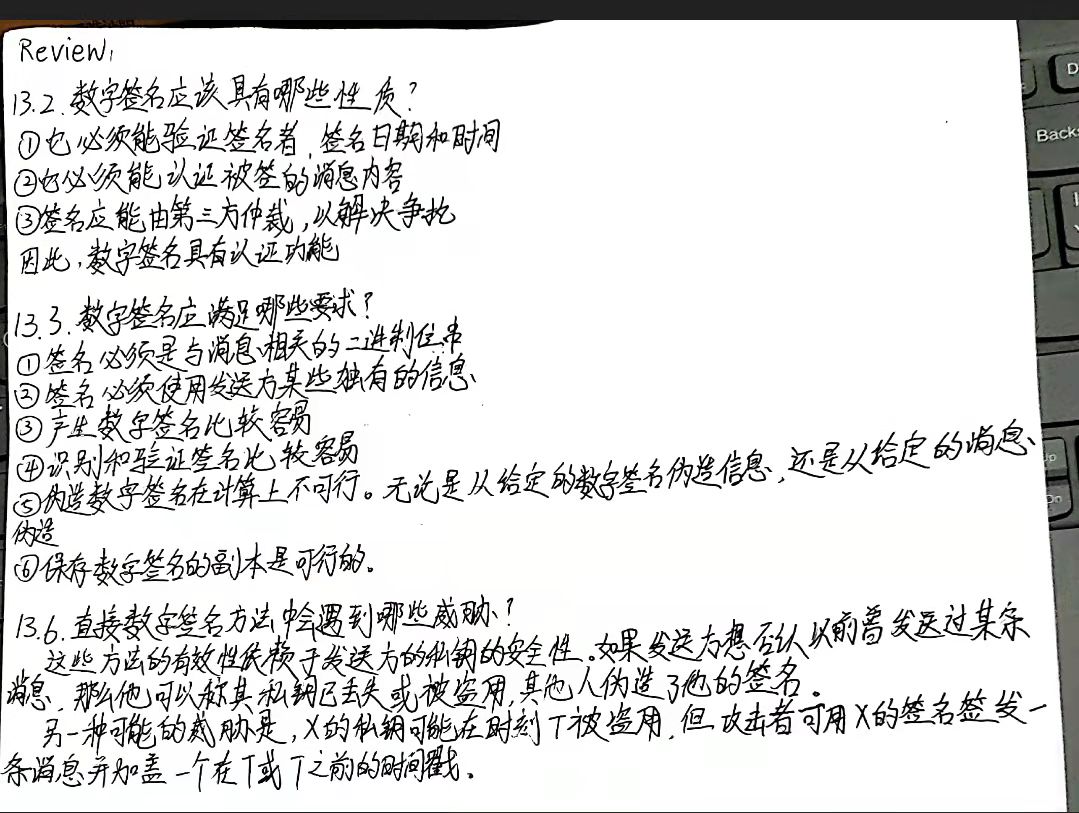 Review:
13.2.数字签名应该具有哪些性质？
①它必须能验证签名者、签名日期和时间
②它必须能认证被签的消息内容
③签名应能由第三方仲裁，以解决争执
因此，数字签名具有认证功能
13.3.数字签名应满足哪些要求？
①签名必须是与消息相关的二进制位串
②签名必须使用发送方某些独有的信息
③产生数字签名比较容易
④识别和验证签名比较容易
⑤伪造数字签名在计算上不可行。无论是从给定的数字签名伪造信息，还是从给定的消息
伪造
⑥保存数字签名的副本是可行的。
13.6.直接数字签名方法中会遇到哪些威胁？
这些方法的有效性依赖于发送方的私钥的安全性。如果发送方想否认以前曾发送过某条
消息，那么他可以称其私钥已丢失或被盗用，其他人伪造了他的签名。
另一种可能的威胁是，X的私钥可能在时刻T被盗用，但攻击者可用X的签名签发一
条消息并加盖一个在T或T之前的时间戳。
Backs
Up
Dn